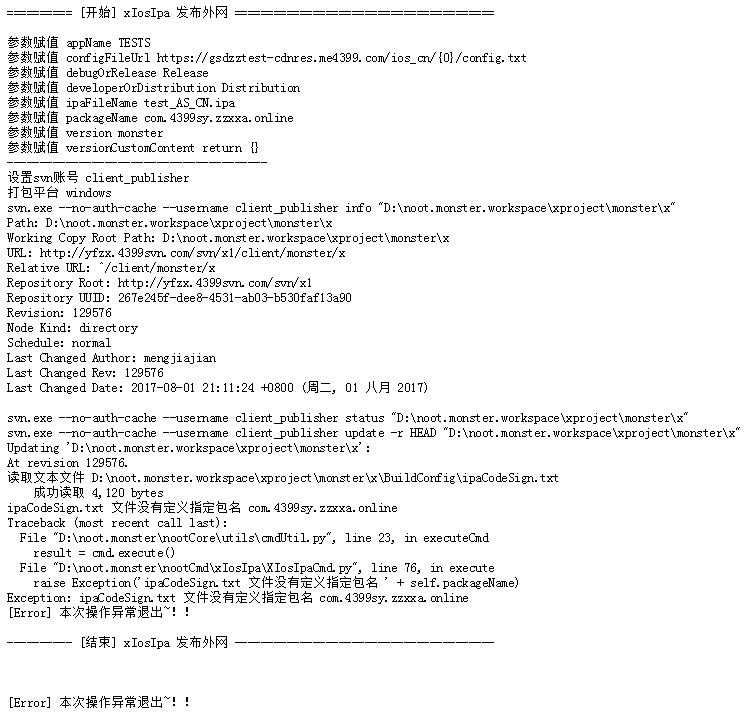 ======== [开始] xIosIpa 发布外网 ================================
参数赋值 appName TESTS
参数赋值 configFileUrl https://gsdzztest-cdnres.me4399.com/ios_cn/{0}/config.txt
参数赋值 debugOrRelease Release
参数赋值 developerOrDistribution Distribution
参数赋值 ipaFileName test_AS_CN.ipa
参数赋值 packageName com.4399sy.zzxxa.online
参数赋值 version monster
参数赋值 versionCustomContent return {}
--------------------------------
设置svn账号 client_publisher
打包平台 windows
svn.exe --no-auth-cache --username client_publisher info "D:\noot.monster.workspace\xproject\monster\x"
Path: D:\noot.monster.workspace\xproject\monster\x
Working Copy Root Path: D:\noot.monster.workspace\xproject\monster\x
URL: http://yfzx.4399svn.com/svn/x1/client/monster/x
Relative URL: ^/client/monster/x
Repository Root: http://yfzx.4399svn.com/svn/x1
Repository UUID: 267e245f-dee8-4531-ab03-b530faf13a90
Revision: 129576
Node Kind: directory
Schedule: normal
Last Changed Author: mengjiajian
Last Changed Rev: 129576
Last Changed Date: 2017-08-01 21:11:24 +0800 (周二, 01 八月 2017)
svn.exe --no-auth-cache --username client_publisher status "D:\noot.monster.workspace\xproject\monster\x"
svn.exe --no-auth-cache --username client_publisher update -r HEAD "D:\noot.monster.workspace\xproject\monster\x"
Updating 'D:\noot.monster.workspace\xproject\monster\x':
At revision 129576.
读取文本文件 D:\noot.monster.workspace\xproject\monster\x\BuildConfig\ipaCodeSign.txt
成功读取 4,120 bytes
ipaCodeSign.txt 文件没有定义指定包名 com.4399sy.zzxxa.online
Traceback (most recent call last):
File "D:\noot.monster\nootCore\utils\cmdUtil.py", line 23, in executeCmd
result = cmd.execute()
File "D:\noot.monster\nootCmd\xIosIpa\XIosIpaCmd.py", line 76, in execute
raise Exception('ipaCodeSign.txt 文件没有定义指定包名 ' + self.packageName)
Exception: ipaCodeSign.txt 文件没有定义指定包名 com.4399sy.zzxxa.online
[Error] 本次操作异常退出~！！
-------- [结束] xIosIpa 发布外网 --------------------------------
[Error] 本次操作异常退出~！！